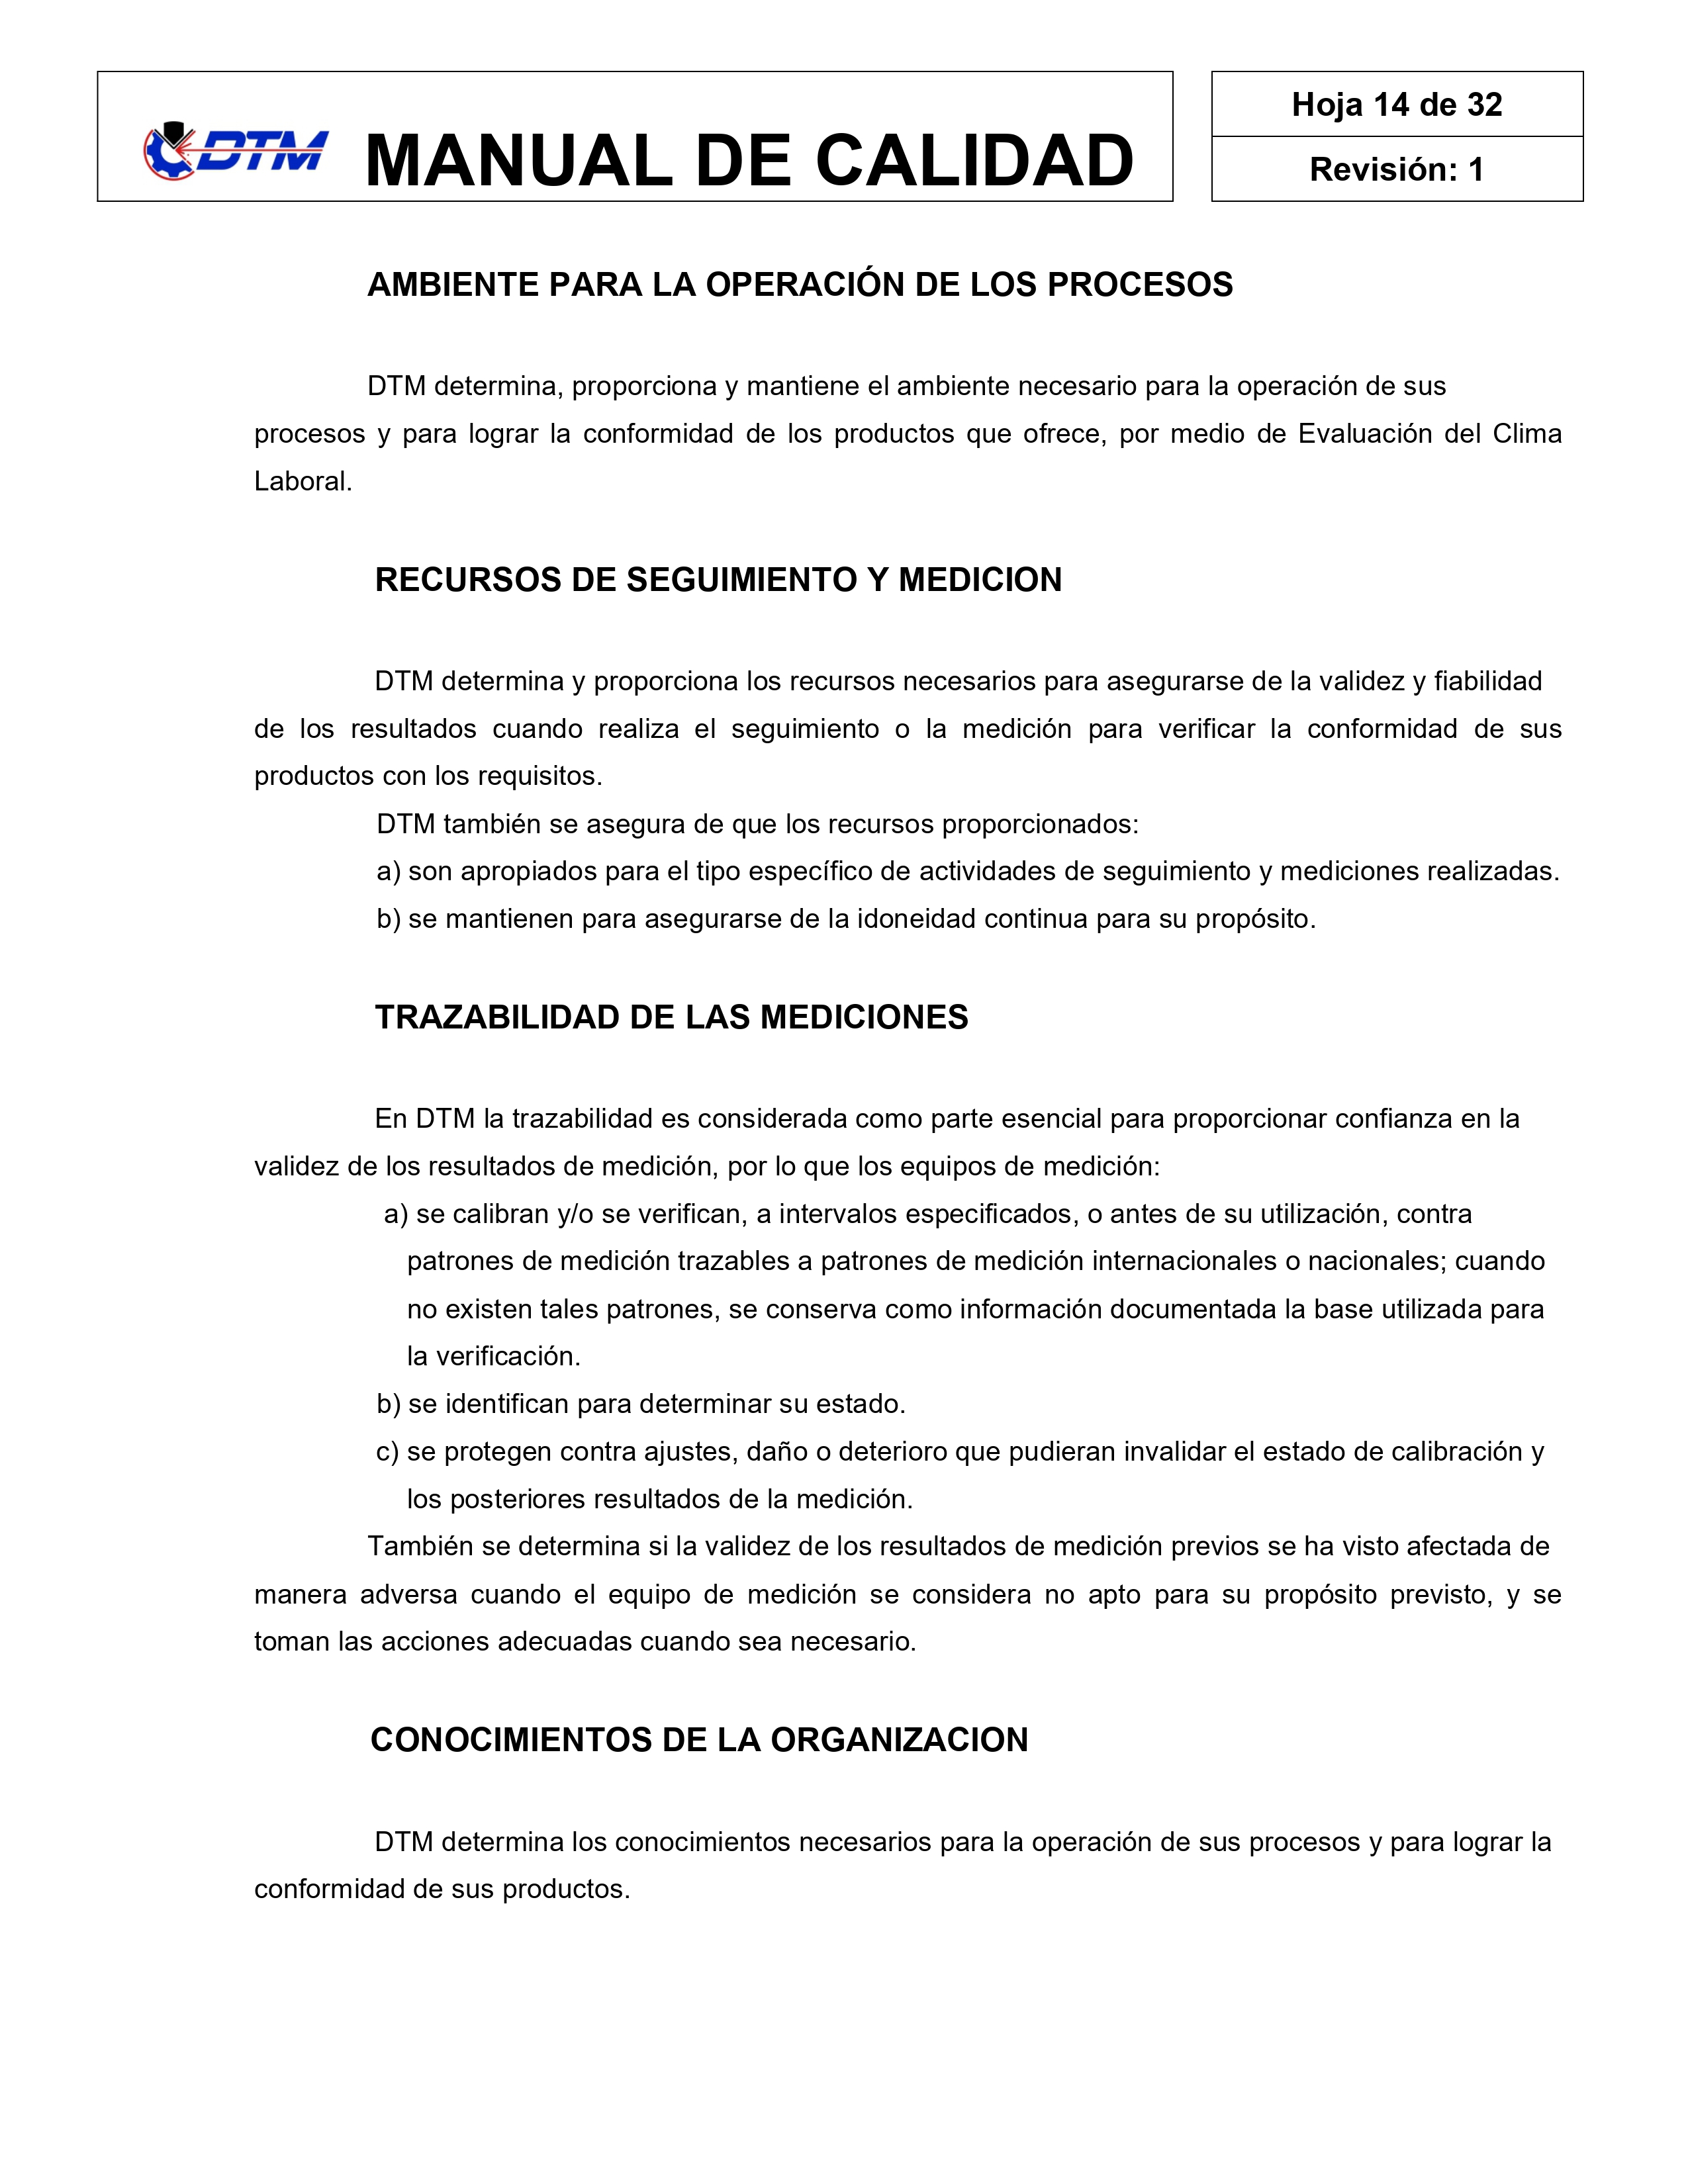 DTM
MANUAL DE CALIDAD
Hoja 14 de 32
Revisión: 1
AMBIENTE PARA LA OPERACIÓN DE LOS PROCESOS
DTM determina, proporciona y mantiene el ambiente necesario para la operación de sus
procesos y para lograr la conformidad de los productos que ofrece, por medio de Evaluación del Clima
Laboral.
RECURSOS DE SEGUIMIENTO Y MEDICION
DTM determina y proporciona los recursos necesarios para asegurarse de la validez y fiabilidad
de los resultados cuando realiza el seguimiento o la medición para verificar la conformidad de sus
productos con los requisitos.
DTM también se asegura de que los recursos proporcionados:
a) son apropiados para el tipo específico de actividades de seguimiento y mediciones realizadas.
b) se mantienen para asegurarse de la idoneidad continua para su propósito.
TRAZABILIDAD DE LAS MEDICIONES
En DTM la trazabilidad es considerada como parte esencial para proporcionar confianza en la
validez de los resultados de medición, por lo que los equipos de medición:
a) se calibran y/o se verifican, a intervalos especificados, o antes de su utilización, contra
patrones de medición trazables a patrones de medición internacionales o nacionales; cuando
no existen tales patrones, se conserva como información documentada la base utilizada para
la verificación.
b) se identifican para determinar su estado.
c) se protegen contra ajustes, daño o deterioro que pudieran invalidar el estado de calibración y
los posteriores resultados de la medición.
También se determina si la validez de los resultados de medición previos se ha visto afectada de
manera adversa cuando el equipo de medición se considera no apto para su propósito previsto, y se
toman las acciones adecuadas cuando sea necesario.
CONOCIMIENTOS DE LA ORGANIZACION
DTM determina los conocimientos necesarios para la operación de sus procesos y para lograr la
conformidad de sus productos.